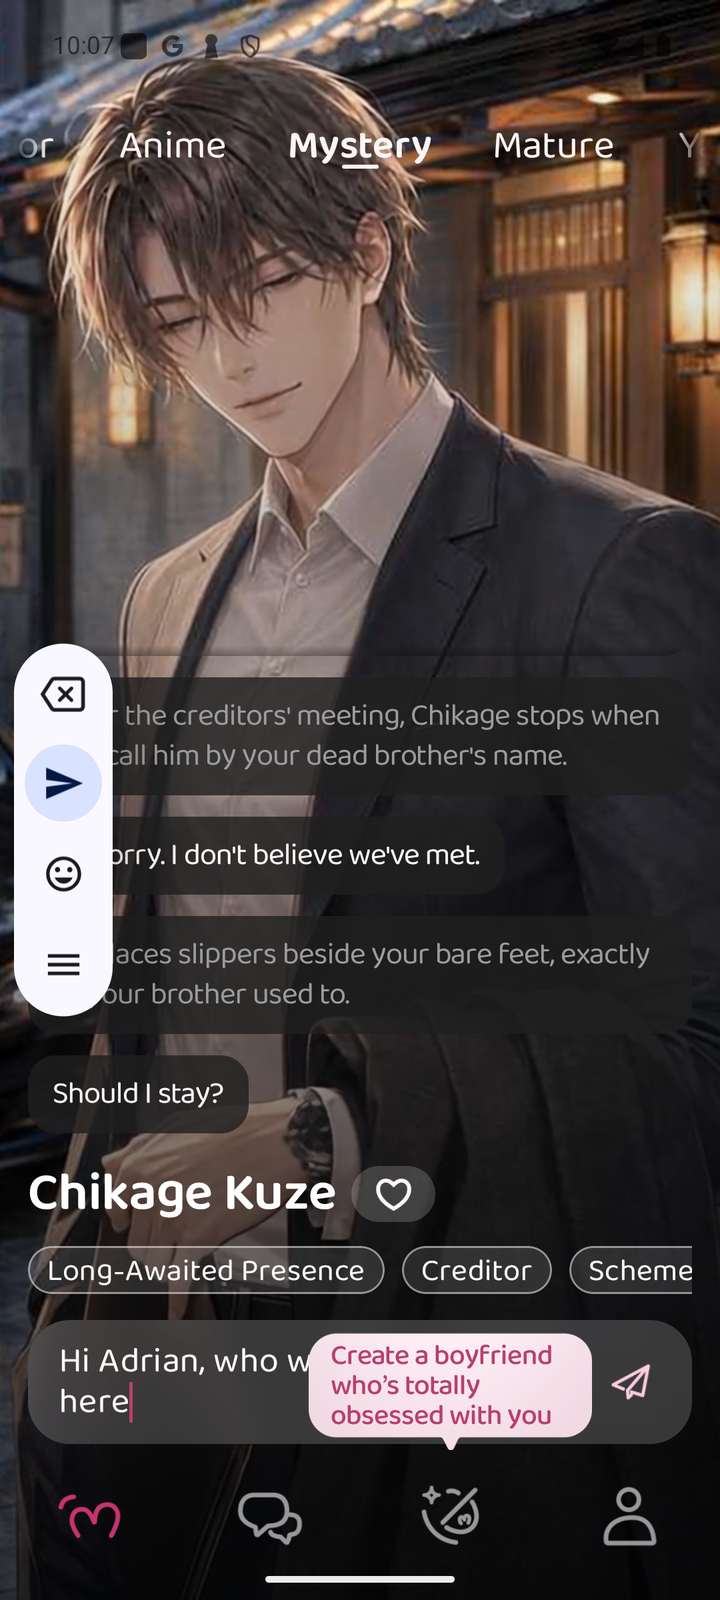 10:07
or Anime Mystery Mature Y
the creditors' meeting, Chikage stops when
call him by your dead brother's name.
orry. I don't believe we've met.
laces slippers beside your bare feet, exactly
our brother used to.
Should I stay?
Chikage Kuze
Long-Awaited Presence Creditor Scheme
Hi Adrian, who w
here
Create a boyfriend
who's totally
obsessed with you